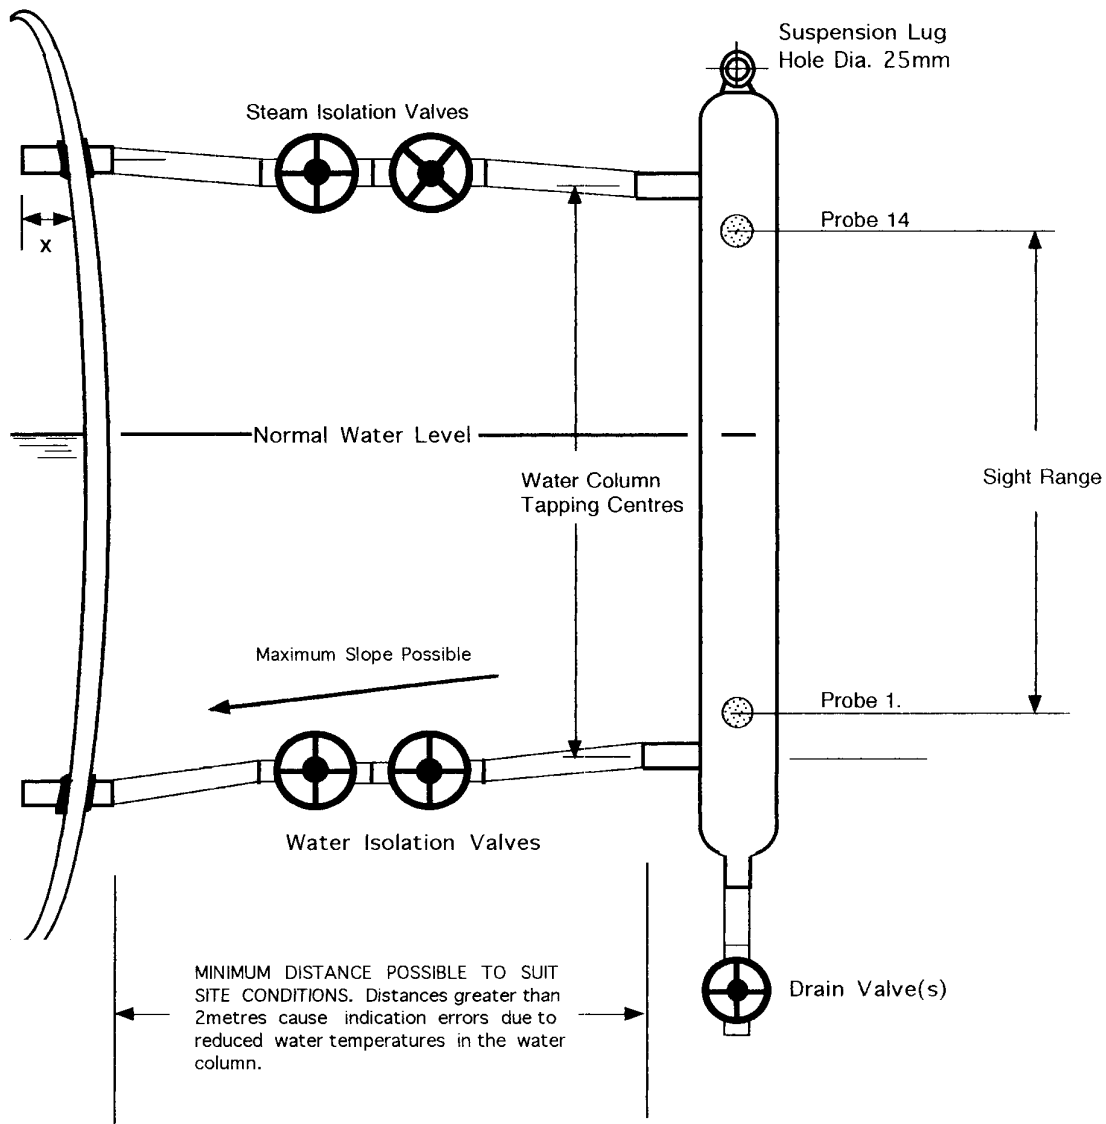 Suspension Lug
Hole Dia. 25mm
Steam Isolation Valves
Probe 14
x
Normal Water Level
Water Column
Tapping Centres
Sight Range
Maximum Slope Possible
Probe 1.
Water Isolation Valves
MINIMUM DISTANCE POSSIBLE TO SUIT
SITE CONDITIONS. Distances greater than
2metres cause indication errors due to
reduced water temperatures in the water
column.
Drain Valve(s)